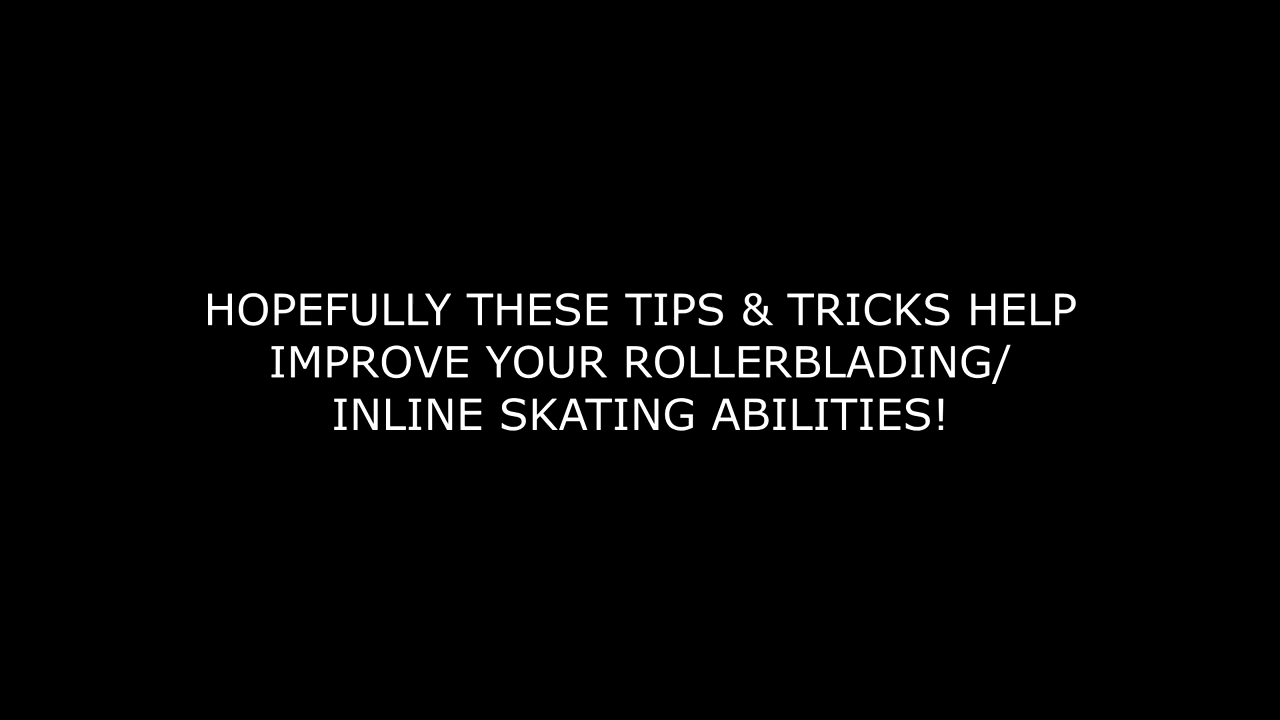 HOPEFULLY THESE TIPS & TRICKS HELP
IMPROVE YOUR ROLLERBLADING/
INLINE SKATING ABILITIES!